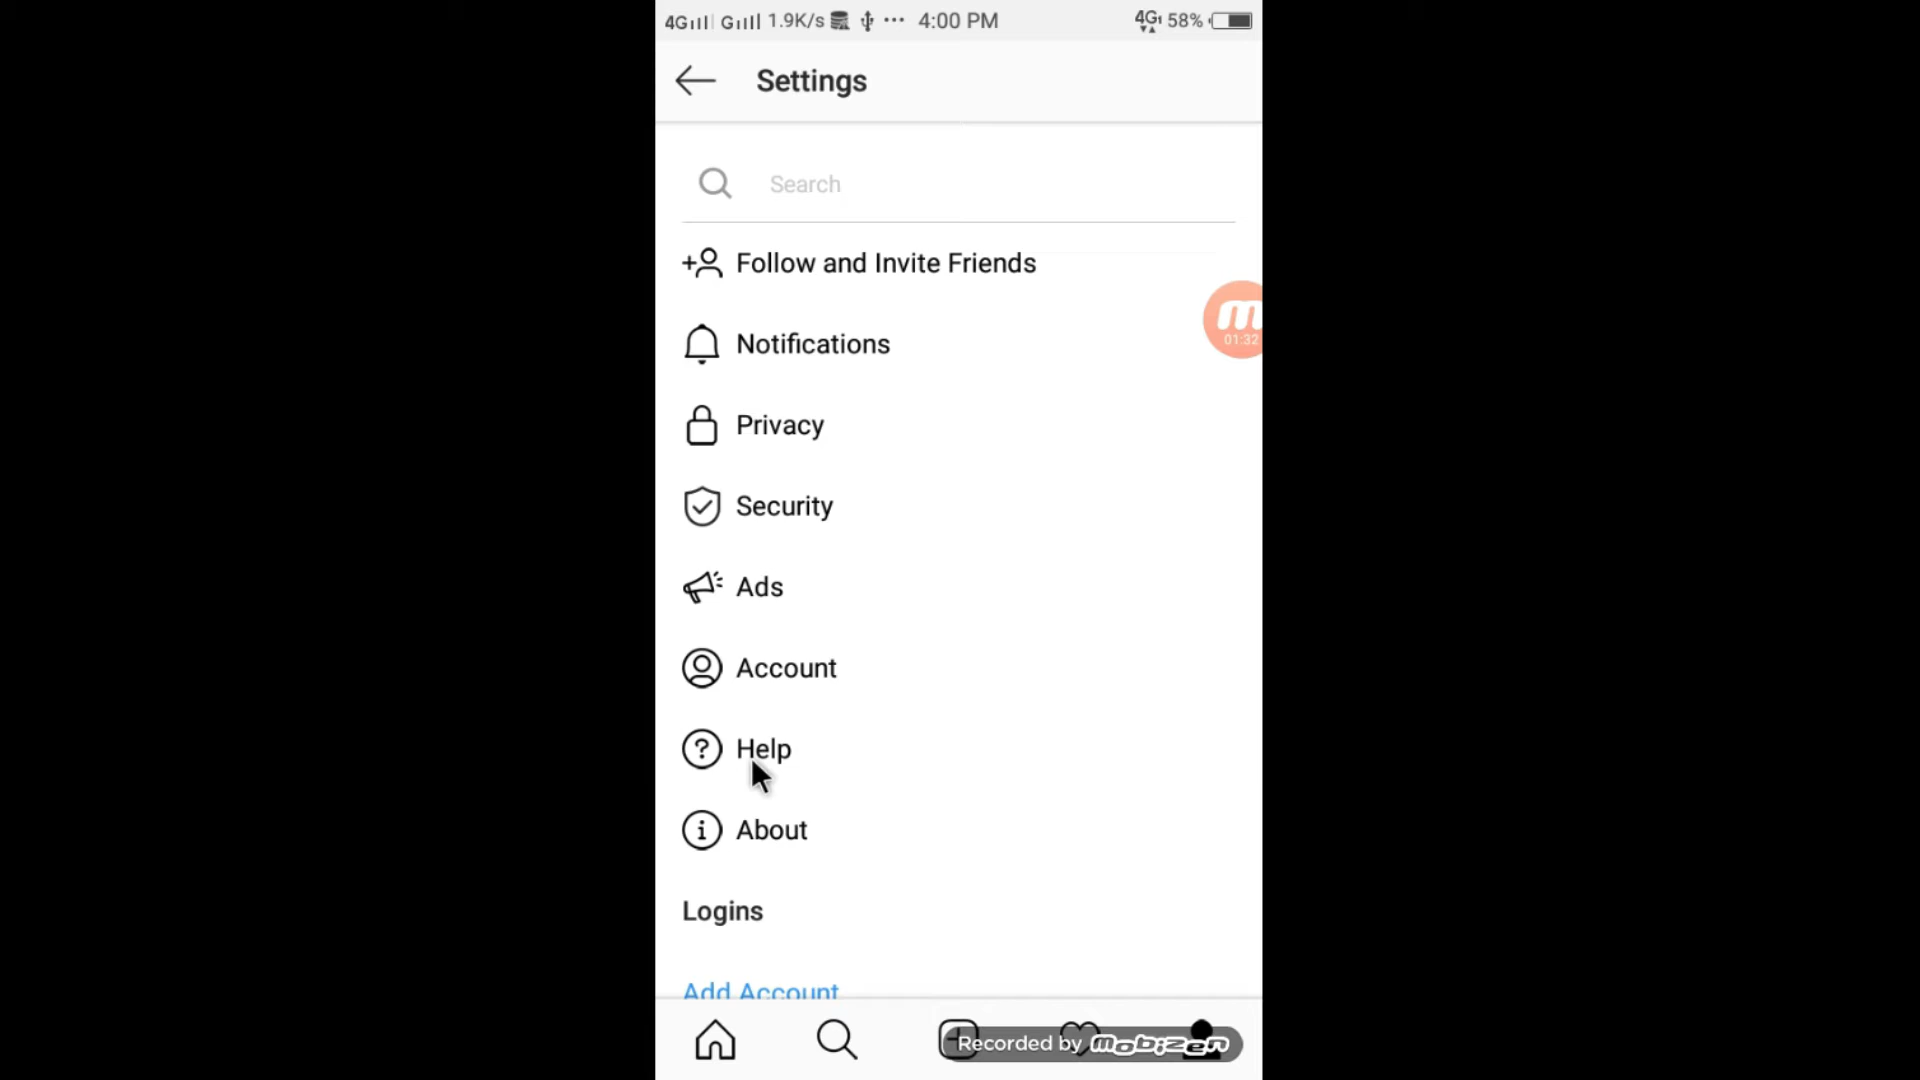 4G G 1.9K/s 4:00 PM 4G 58%
Settings
Search
Follow and Invite Friends
m
01:32
Notifications
Privacy
Security
Ads
Account
Help
About
Logins
Add Account
Recorded by mobizen